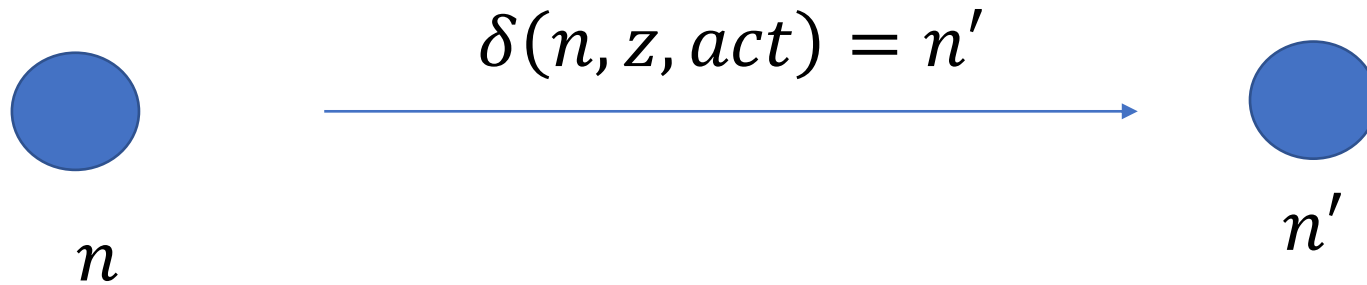 δ(n, z, act) = n′
n
n′